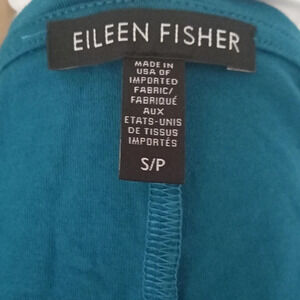 EILEEN FISHER
MADE IN
USA OF
IMPORTED
FABRIC/
FABRIQUÉ
AUX
ETATS-UNIS
DE TISSUS
IMPORTÉS
S/P